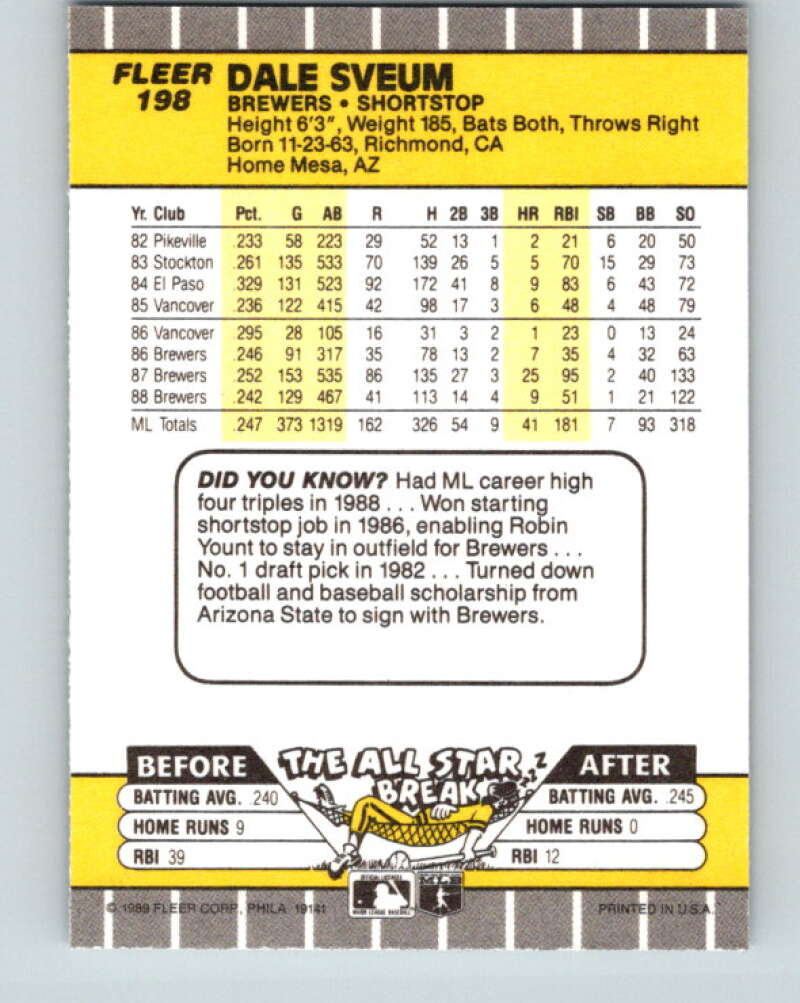 FLEER DALE SVEUM
198 BREWERS • SHORTSTOP
Height 6'3", Weight 185, Bats Both, Throws Right
Born 11-23-63, Richmond, CA
Home Mesa, AZ
Yr. Club Pct. G AB R H 2B 3B HR RBI SB BB SO
82 Pikeville .233 58 223 29 52 13 1 2 21 6 20 50
83 Stockton .261 135 533 70 139 26 5 5 70 15 29 73
84 El Paso .329 131 523 92 172 41 8 9 83 6 43 72
85 Vancover .236 122 415 42 98 17 3 6 48 4 48 79
86 Vancover .295 28 105 16 31 3 2 1 23 0 13 24
86 Brewers .246 91 317 35 78 13 2 7 35 4 32 63
87 Brewers .252 153 535 86 135 27 3 25 95 2 40 133
88 Brewers .242 129 467 41 113 14 4 9 51 1 21 122
ML Totals .247 373 1319 162 326 54 9 41 181 7 93 318
DID YOU KNOW? Had ML career high
four triples in 1988 . . . Won starting
shortstop job in 1986, enabling Robin
Yount to stay in outfield for Brewers . . .
No. 1 draft pick in 1982 . . . Turned down
football and baseball scholarship from
Arizona State to sign with Brewers.
BEFORE THE ALL STAR BREAK ZZZZ AFTER
BATTING AVG. .240 BATTING AVG. .245
HOME RUNS 9 HOME RUNS 0
RBI 39 RBI 12
© 1989 FLEER CORP., PHILA. 19141 MAJOR LEAGUE BASEBALL PRINTED IN U.S.A.